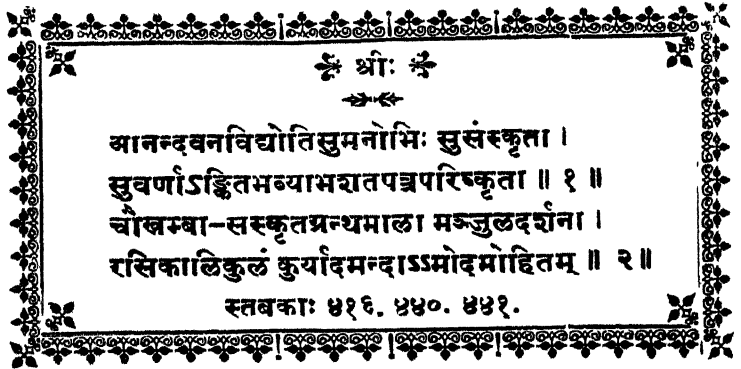 श्रीः
आनन्दवनविद्योतिसुमनोभिः सुसंस्कृता ।
सुवर्णाऽङ्कितभव्याभशतपत्रपरिष्कृता ॥ १ ॥
चौखम्बा-सस्कृतग्रन्थमाला मञ्जुलदर्शना ।
रसिकालिकुलं कुर्यादमन्दाऽऽमोदमोहितम् ॥ २॥
स्तबकाः ४१६. ४४०. ४४१.